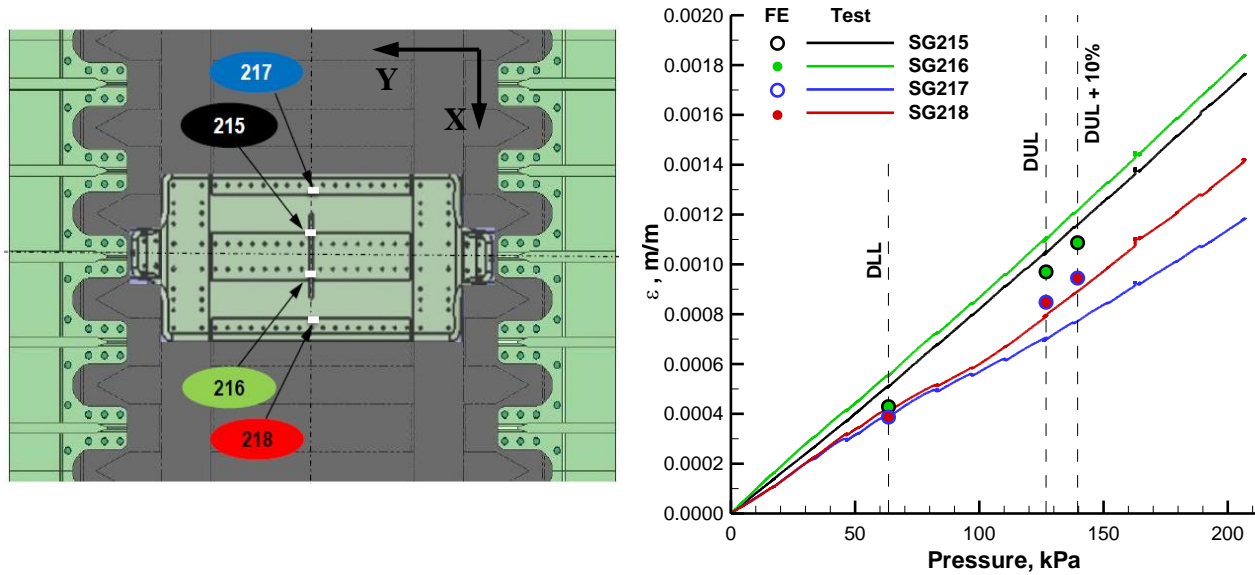 217
215
Y
X
216
218
FE Test
SG215
SG216
SG217
SG218
DLL
DUL
DUL + 10%
0.0020
0.0018
0.0016
0.0014
0.0012
0.0010
0.0008
0.0006
0.0004
0.0002
0.0000
ε , m/m
0 50 100 150 200
Pressure, kPa